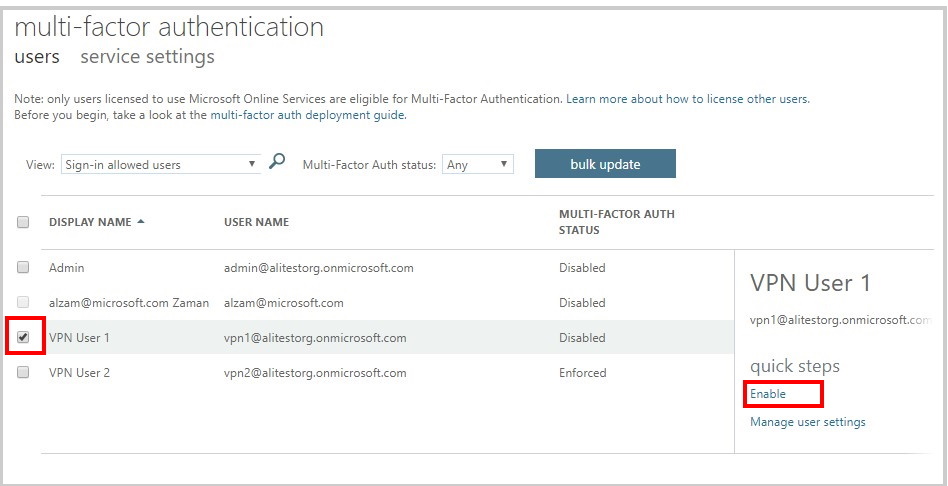 multi-factor authentication
users service settings
Note: only users licensed to use Microsoft Online Services are eligible for Multi-Factor Authentication. Learn more about how to license other users.
Before you begin, take a look at the multi-factor auth deployment guide.
View: Sign-in allowed users Multi-Factor Auth status: Any bulk update
DISPLAY NAME USER NAME MULTI-FACTOR AUTH
STATUS
Admin admin@alitestorg.onmicrosoft.com Disabled
alzam@microsoft.com Zaman alzam@microsoft.com Disabled
VPN User 1 vpn1@alitestorg.onmicrosoft.com Disabled
VPN User 2 vpn2@alitestorg.onmicrosoft.com Enforced
VPN User 1
vpn1@alitestorg.onmicrosoft.com
quick steps
Enable
Manage user settings